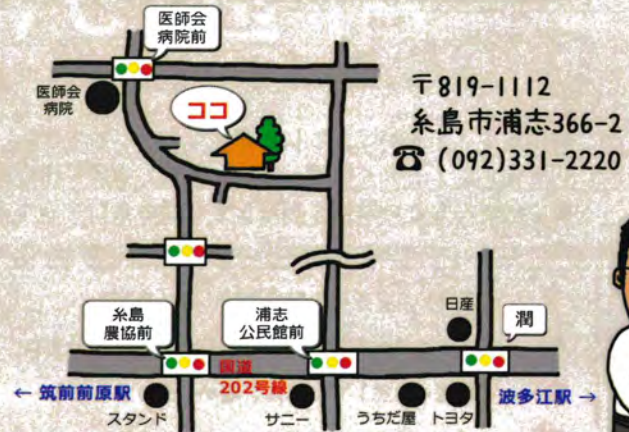 医師会
病院前
医師会
病院
ココ
〒819-1112
糸島市浦志366-2
☎ (092)331-2220
糸島
農協前
浦志
公民館前
日産
潤
国道
202号線
← 筑前前原駅
スタンド
サニー
うちだ屋
トヨタ
波多江駅 →